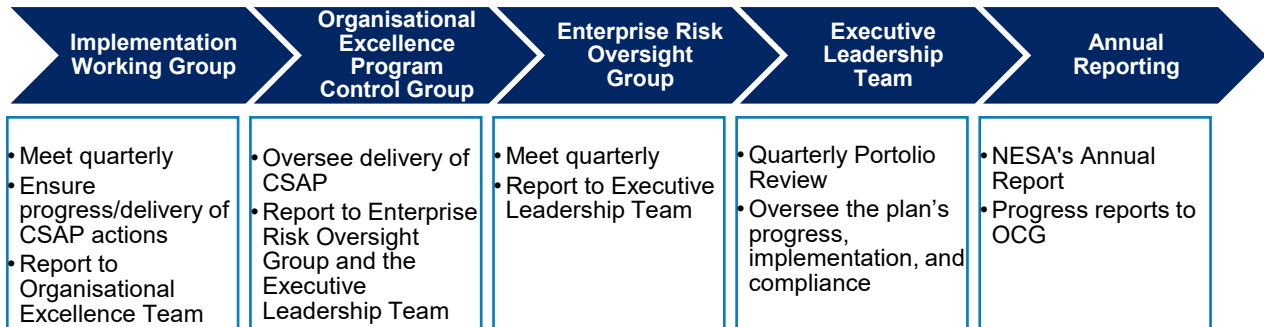 Implementation
Working Group
Organisational
Excellence
Program
Control Group
Enterprise Risk
Oversight
Group
Executive
Leadership
Team
Annual
Reporting
• Meet quarterly
• Ensure
progress/delivery of
CSAP actions
• Report to
Organisational
Excellence Team
• Oversee delivery of
CSAP
• Report to Enterprise
Risk Oversight
Group and the
Executive
Leadership Team
• Meet quarterly
• Report to Executive
Leadership Team
• Quarterly Portolio
Review
• Oversee the plan’s
progress,
implementation, and
compliance
• NESA's Annual
Report
• Progress reports to
OCG